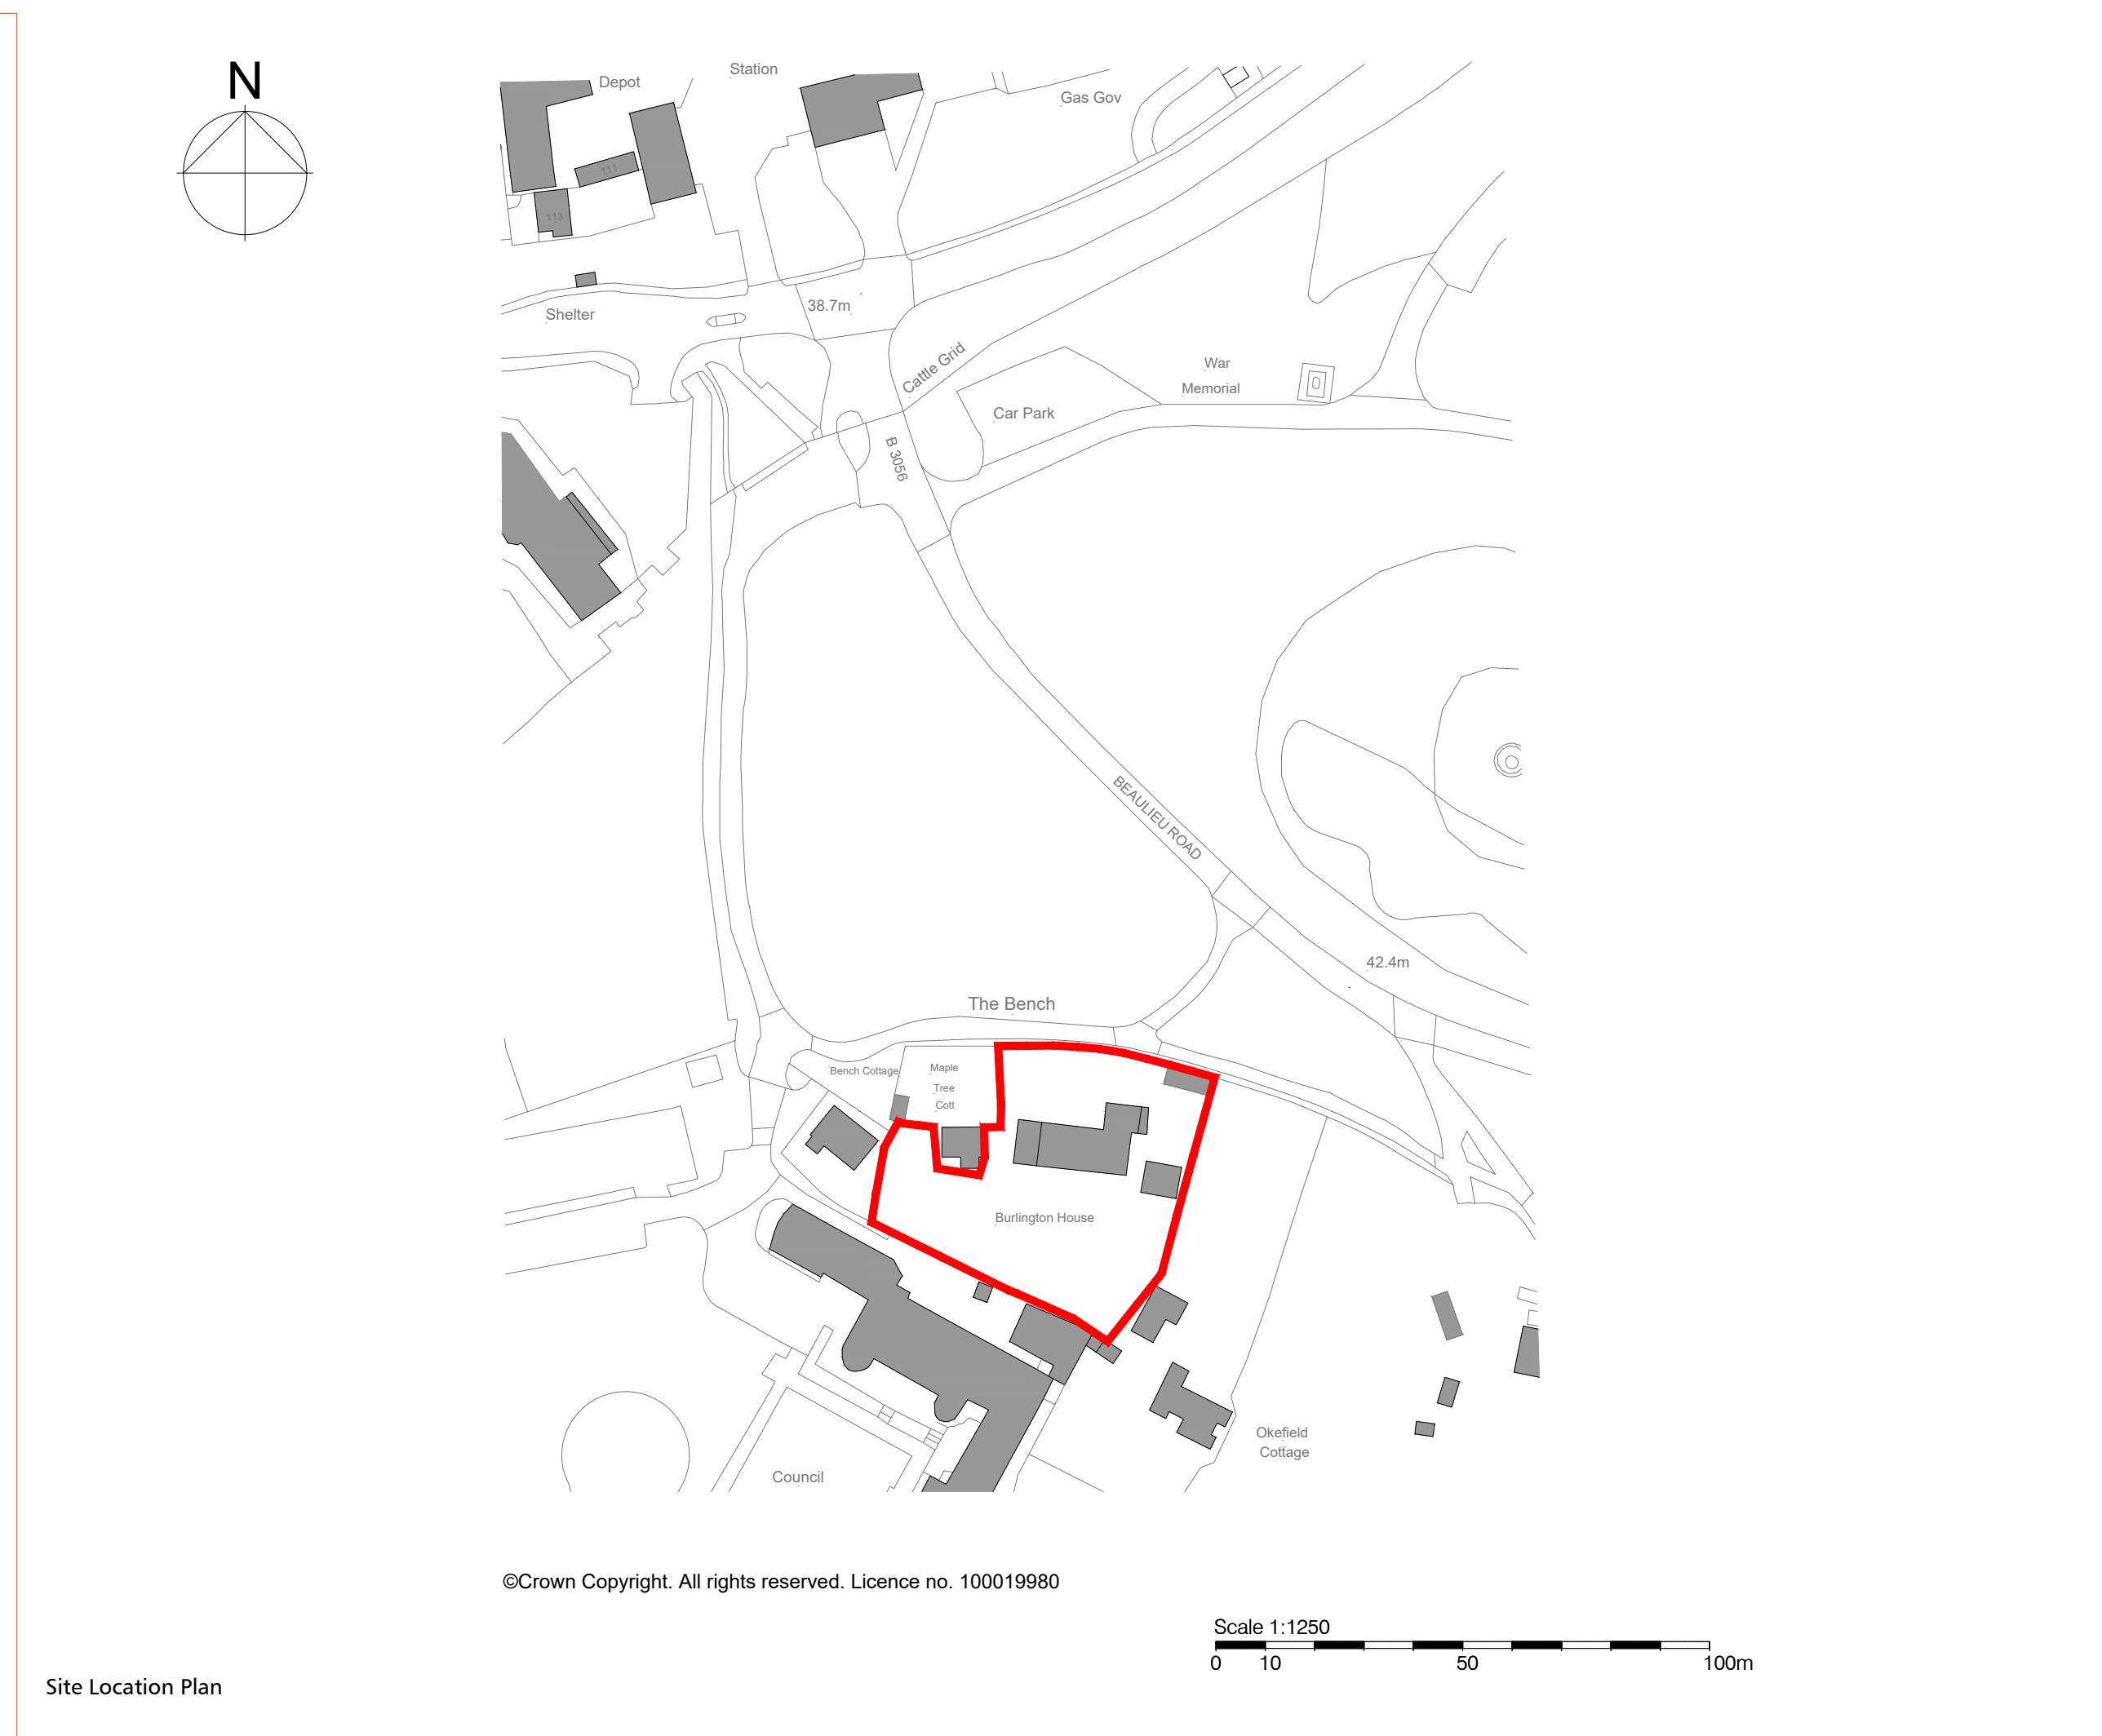 N
Depot
Station
Gas Gov
111
113
Shelter
38.7m
Cattle Grid
War
Memorial
Car Park
B 3056
BEAULIEU ROAD
42.4m
The Bench
Bench Cottage
Maple
Tree
Cott
Burlington House
Okefield
Cottage
Council
©Crown Copyright. All rights reserved. Licence no. 100019980
Scale 1:1250
0 10 50 100m
Site Location Plan